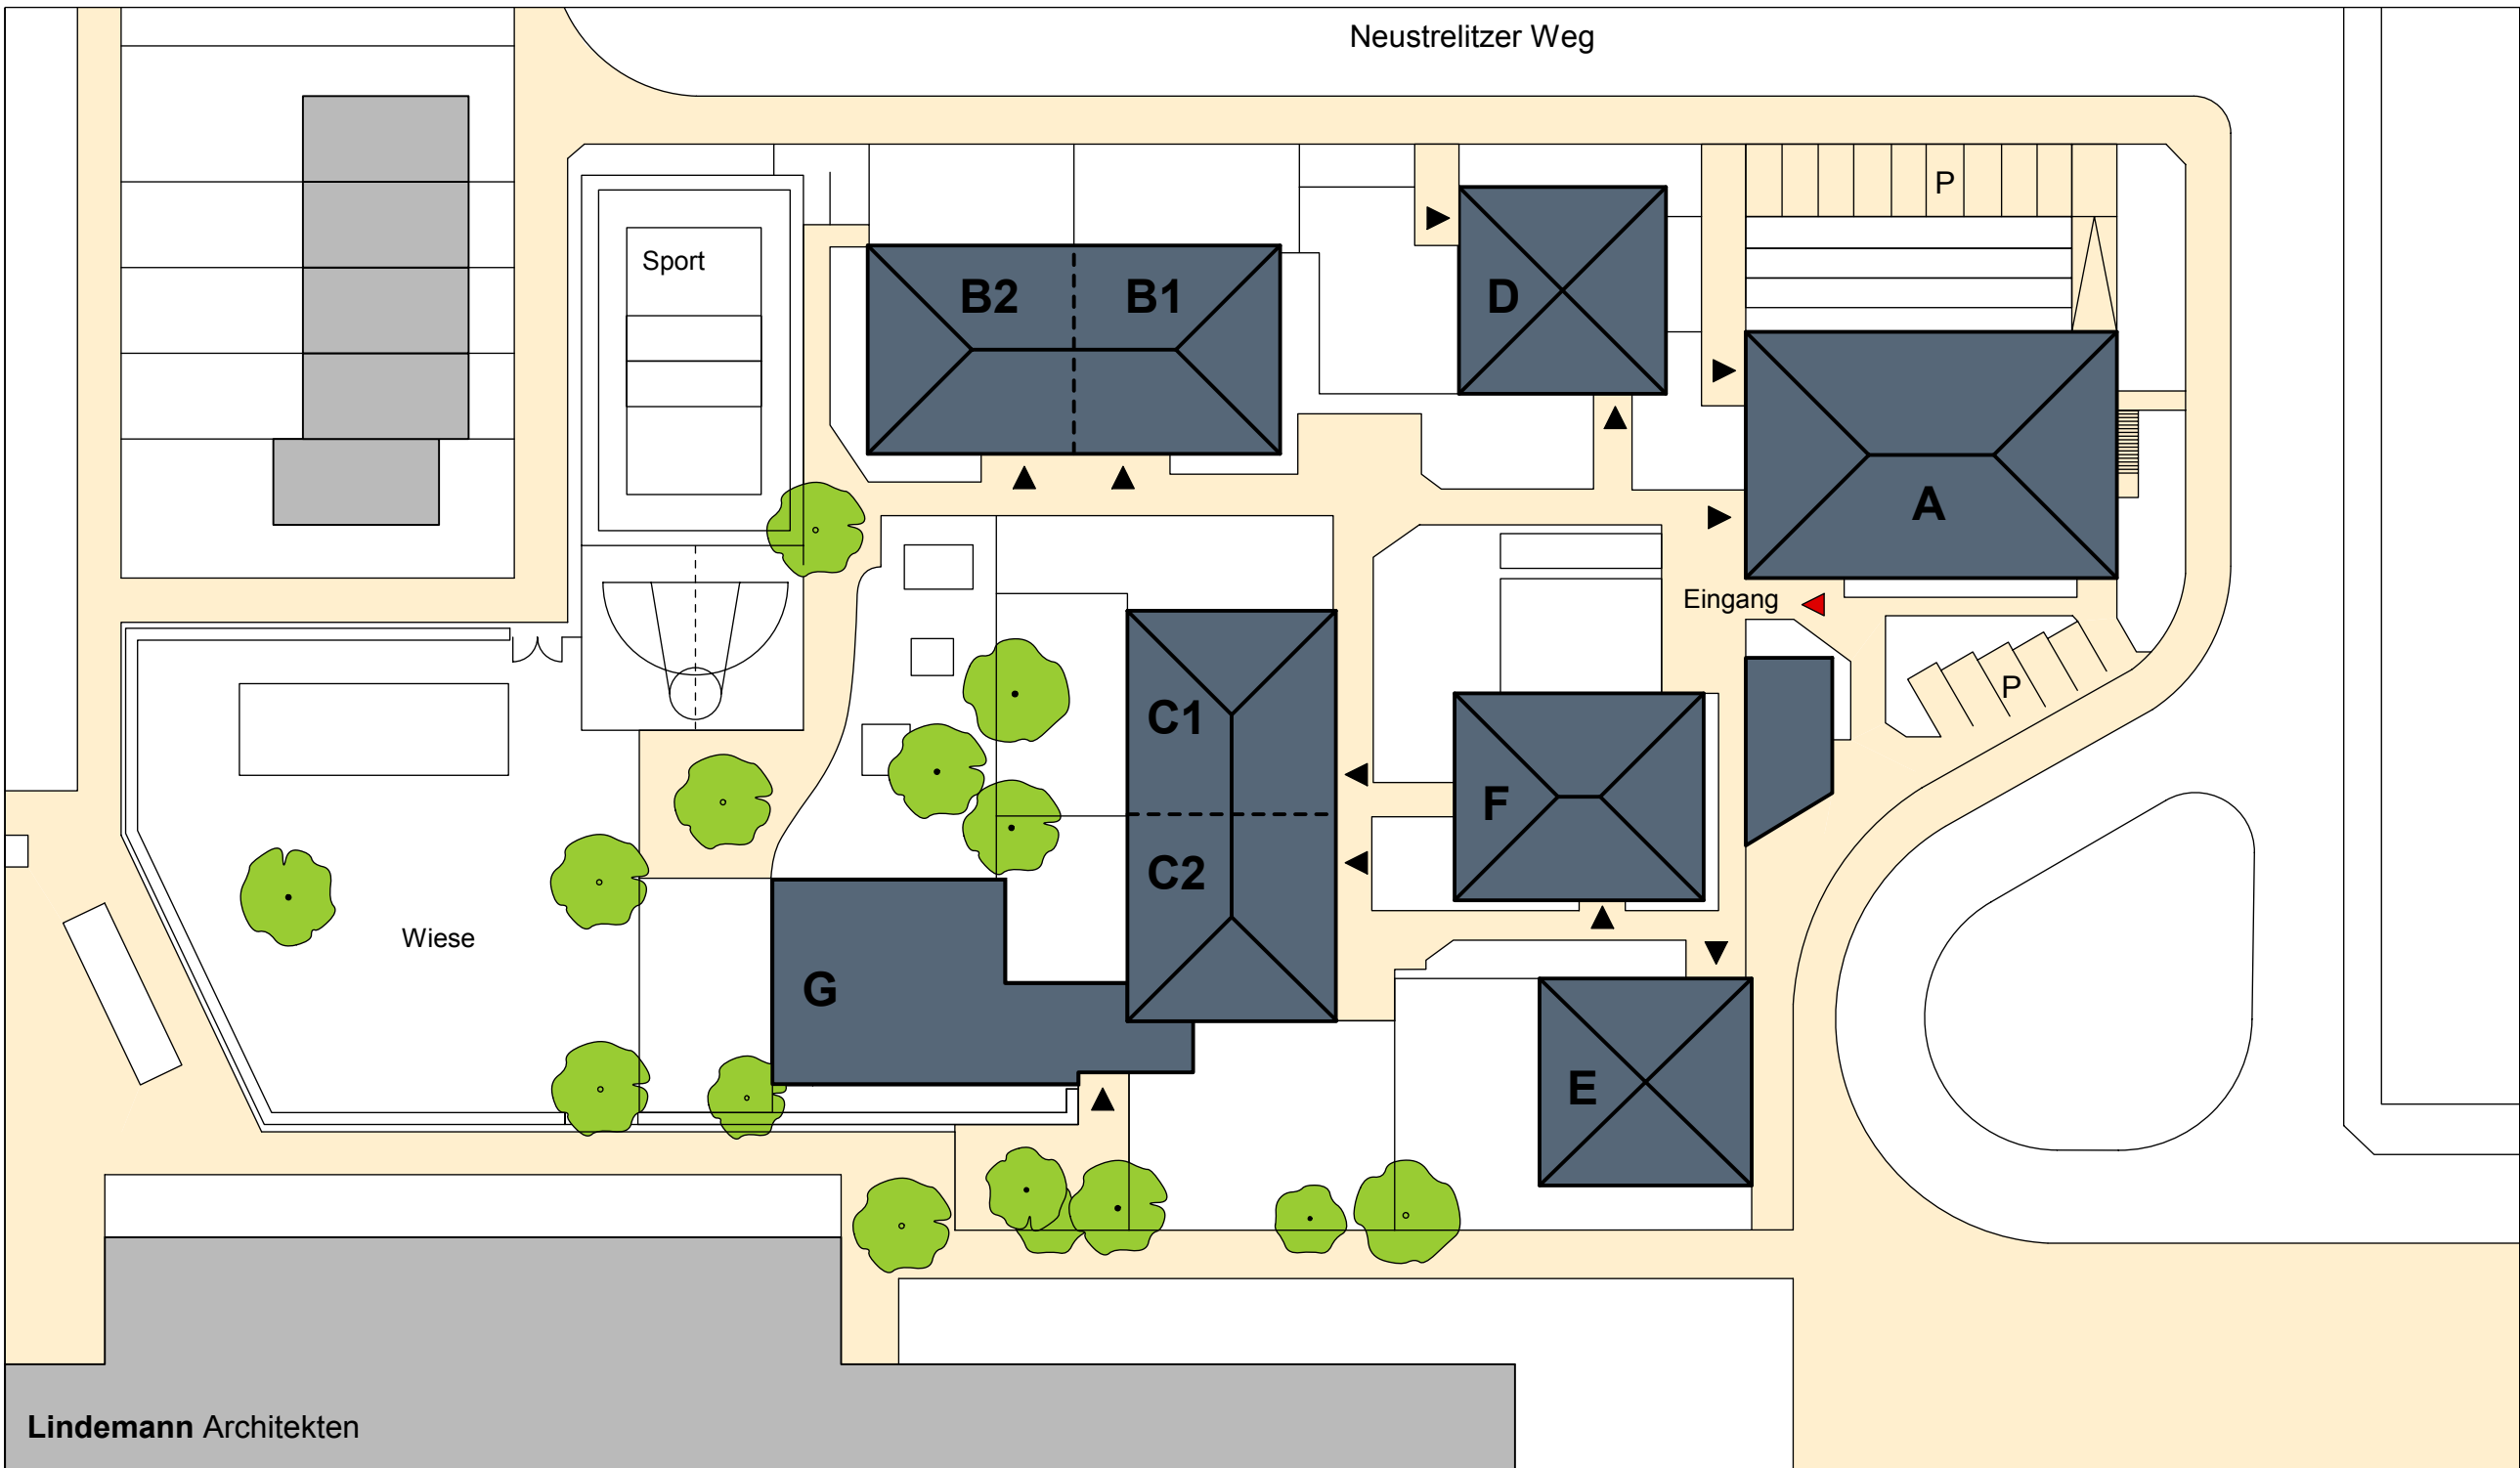 Neustrelitzer Weg
P
Sport
B2
B1
D
A
Eingang
P
C1
F
C2
Wiese
G
E
Lindemann Architekten